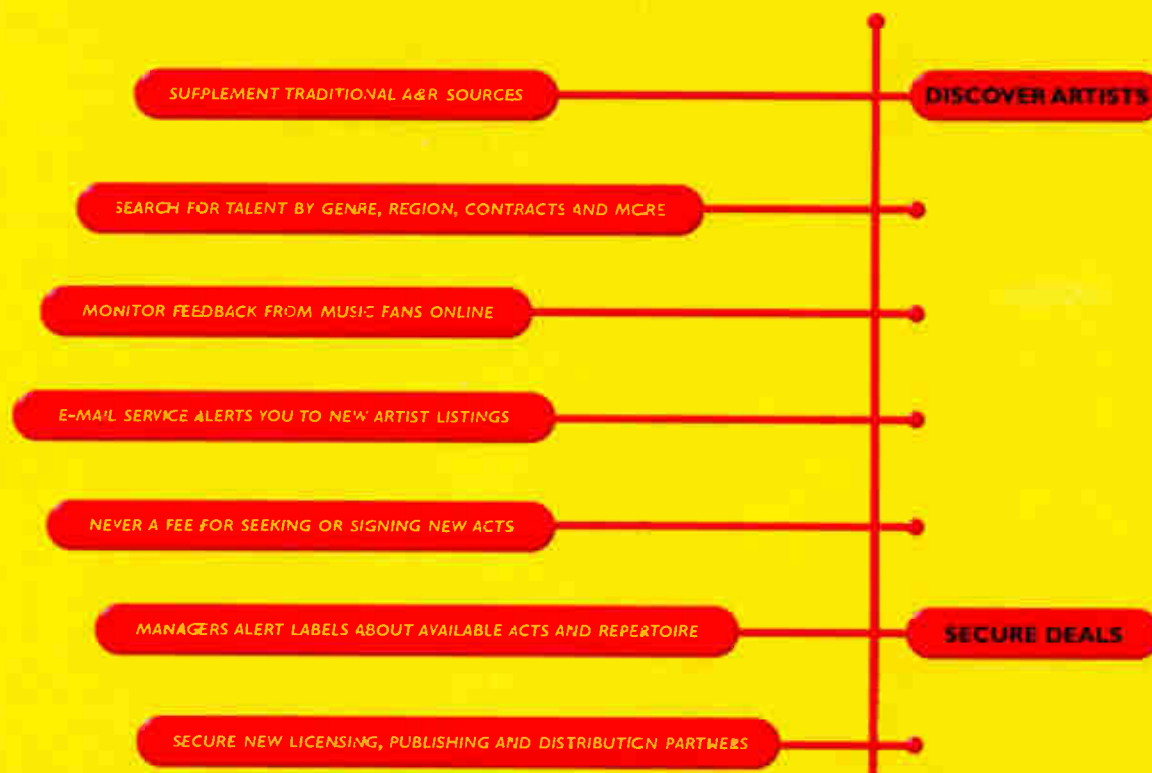 SUPPLEMENT TRADITIONAL A&R SOURCES
DISCOVER ARTISTS
SEARCH FOR TALENT BY GENRE, REGION, CONTRACTS AND MORE
MONITOR FEEDBACK FROM MUSIC FANS ONLINE
E-MAIL SERVICE ALERTS YOU TO NEW ARTIST LISTINGS
NEVER A FEE FOR SEEKING OR SIGNING NEW ACTS
MANAGERS ALERT LABELS ABOUT AVAILABLE ACTS AND REPERTOIRE
SECURE DEALS
SECURE NEW LICENSING, PUBLISHING AND DISTRIBUTION PARTNERS